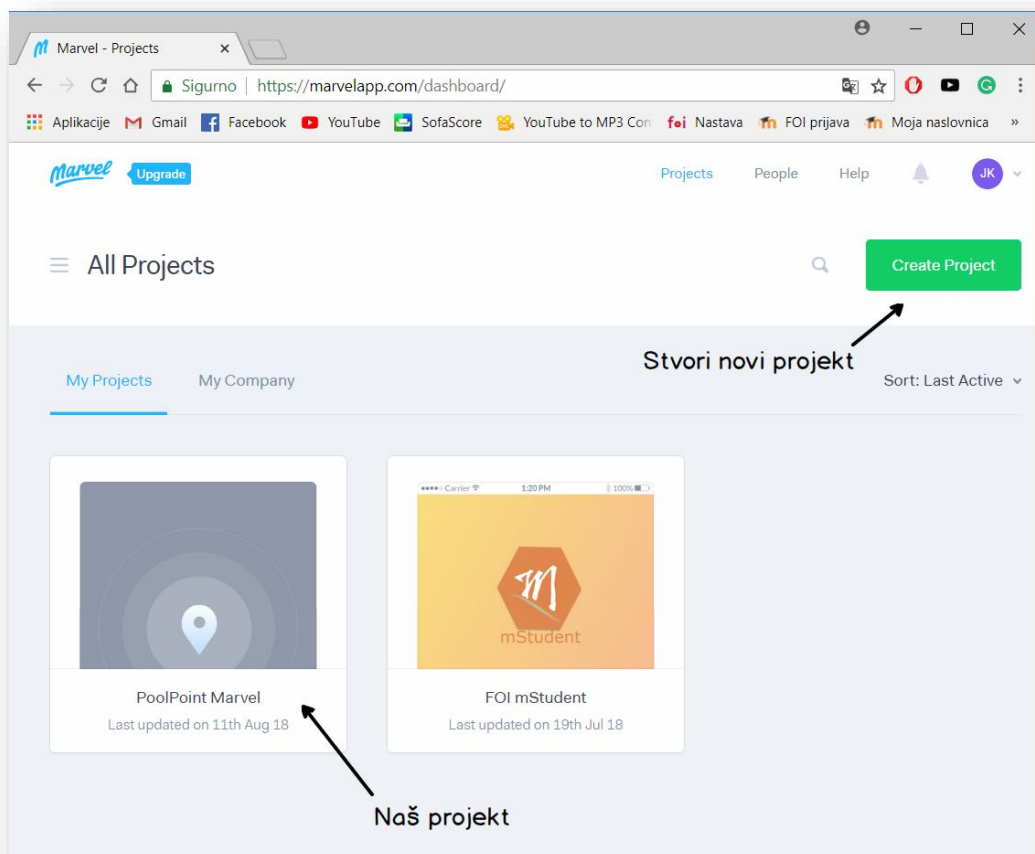 Marvel - Projects
Sigurno | https://marvelapp.com/dashboard/
Aplikacije Gmail Facebook YouTube SofaScore YouTube to MP3 Con foi Nastava FOI prijava Moja naslovnica »
Marvel Upgrade Projects People Help JK
All Projects Create Project
Stvori novi projekt
My Projects My Company Sort: Last Active
Carrier 1:20 PM 100%
mStudent
PoolPoint Marvel FOI mStudent
Last updated on 11th Aug 18 Last updated on 19th Jul 18
Naš projekt